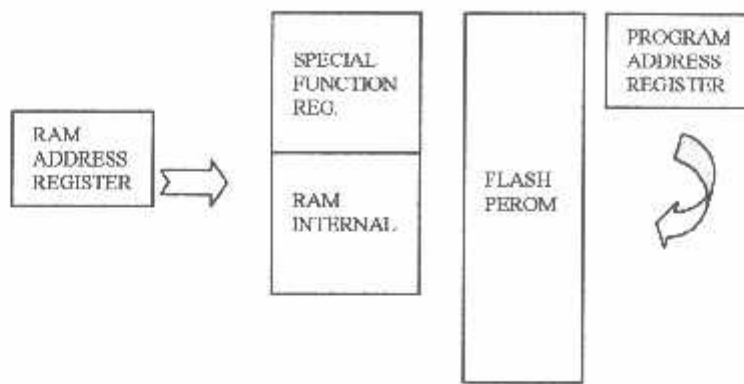 RAM
ADDRESS
REGISTER
SPECIAL
FUNCTION
REG.
RAM
INTERNAL
FLASH
PEROM
PROGRAM
ADDRESS
REGISTER